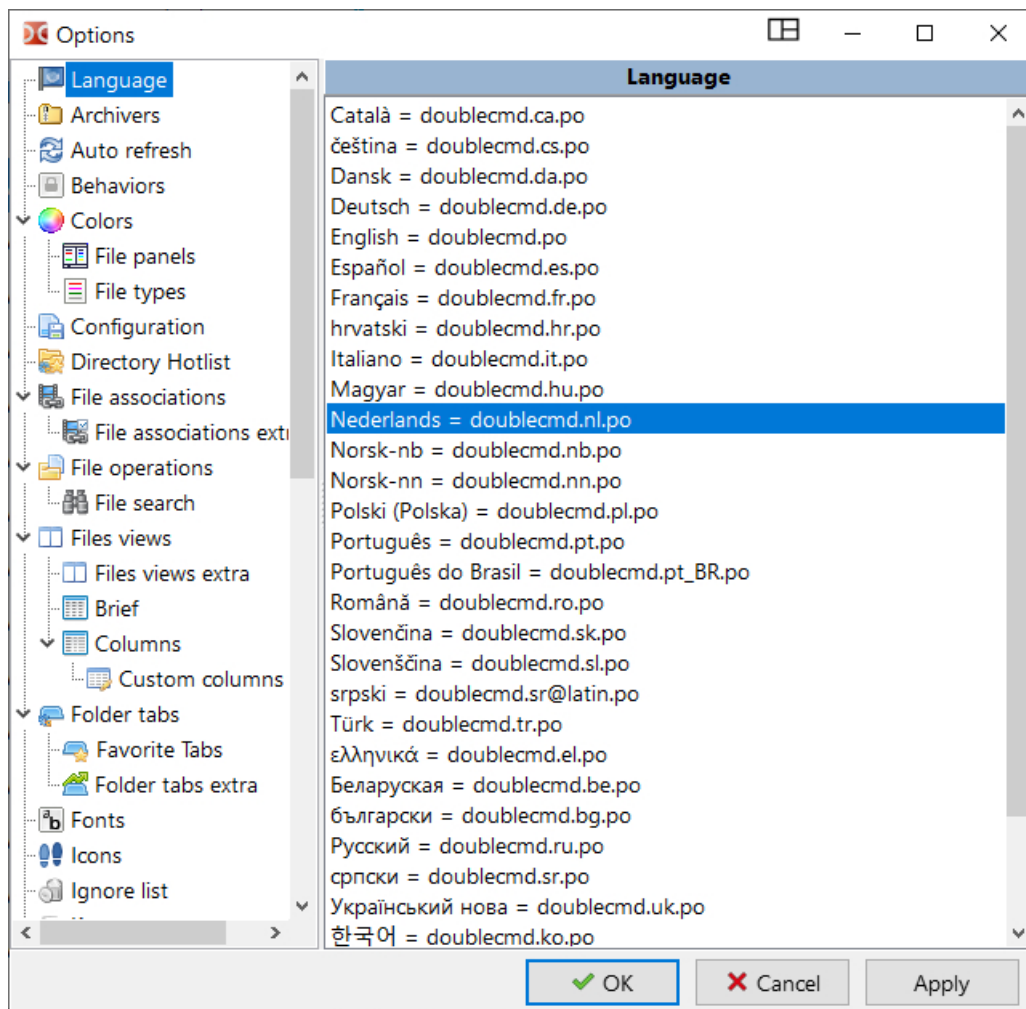 Options
Language
Archivers
Auto refresh
Behaviors
Colors
File panels
File types
Configuration
Directory Hotlist
File associations
File associations extr
File operations
File search
Files views
Files views extra
Brief
Columns
Custom columns
Folder tabs
Favorite Tabs
Folder tabs extra
Fonts
Icons
Ignore list
Language
Català = doublecmd.ca.po
čeština = doublecmd.cs.po
Dansk = doublecmd.da.po
Deutsch = doublecmd.de.po
English = doublecmd.po
Español = doublecmd.es.po
Français = doublecmd.fr.po
hrvatski = doublecmd.hr.po
Italiano = doublecmd.it.po
Magyar = doublecmd.hu.po
Nederlands = doublecmd.nl.po
Norsk-nb = doublecmd.nb.po
Norsk-nn = doublecmd.nn.po
Polski (Polska) = doublecmd.pl.po
Português = doublecmd.pt.po
Português do Brasil = doublecmd.pt_BR.po
Română = doublecmd.ro.po
Slovenčina = doublecmd.sk.po
Slovenščina = doublecmd.sl.po
srpski = doublecmd.sr@latin.po
Türk = doublecmd.tr.po
ελληνικά = doublecmd.el.po
Беларуская = doublecmd.be.po
български = doublecmd.bg.po
Русский = doublecmd.ru.po
српски = doublecmd.sr.po
Український нова = doublecmd.uk.po
한국어 = doublecmd.ko.po
OK
Cancel
Apply